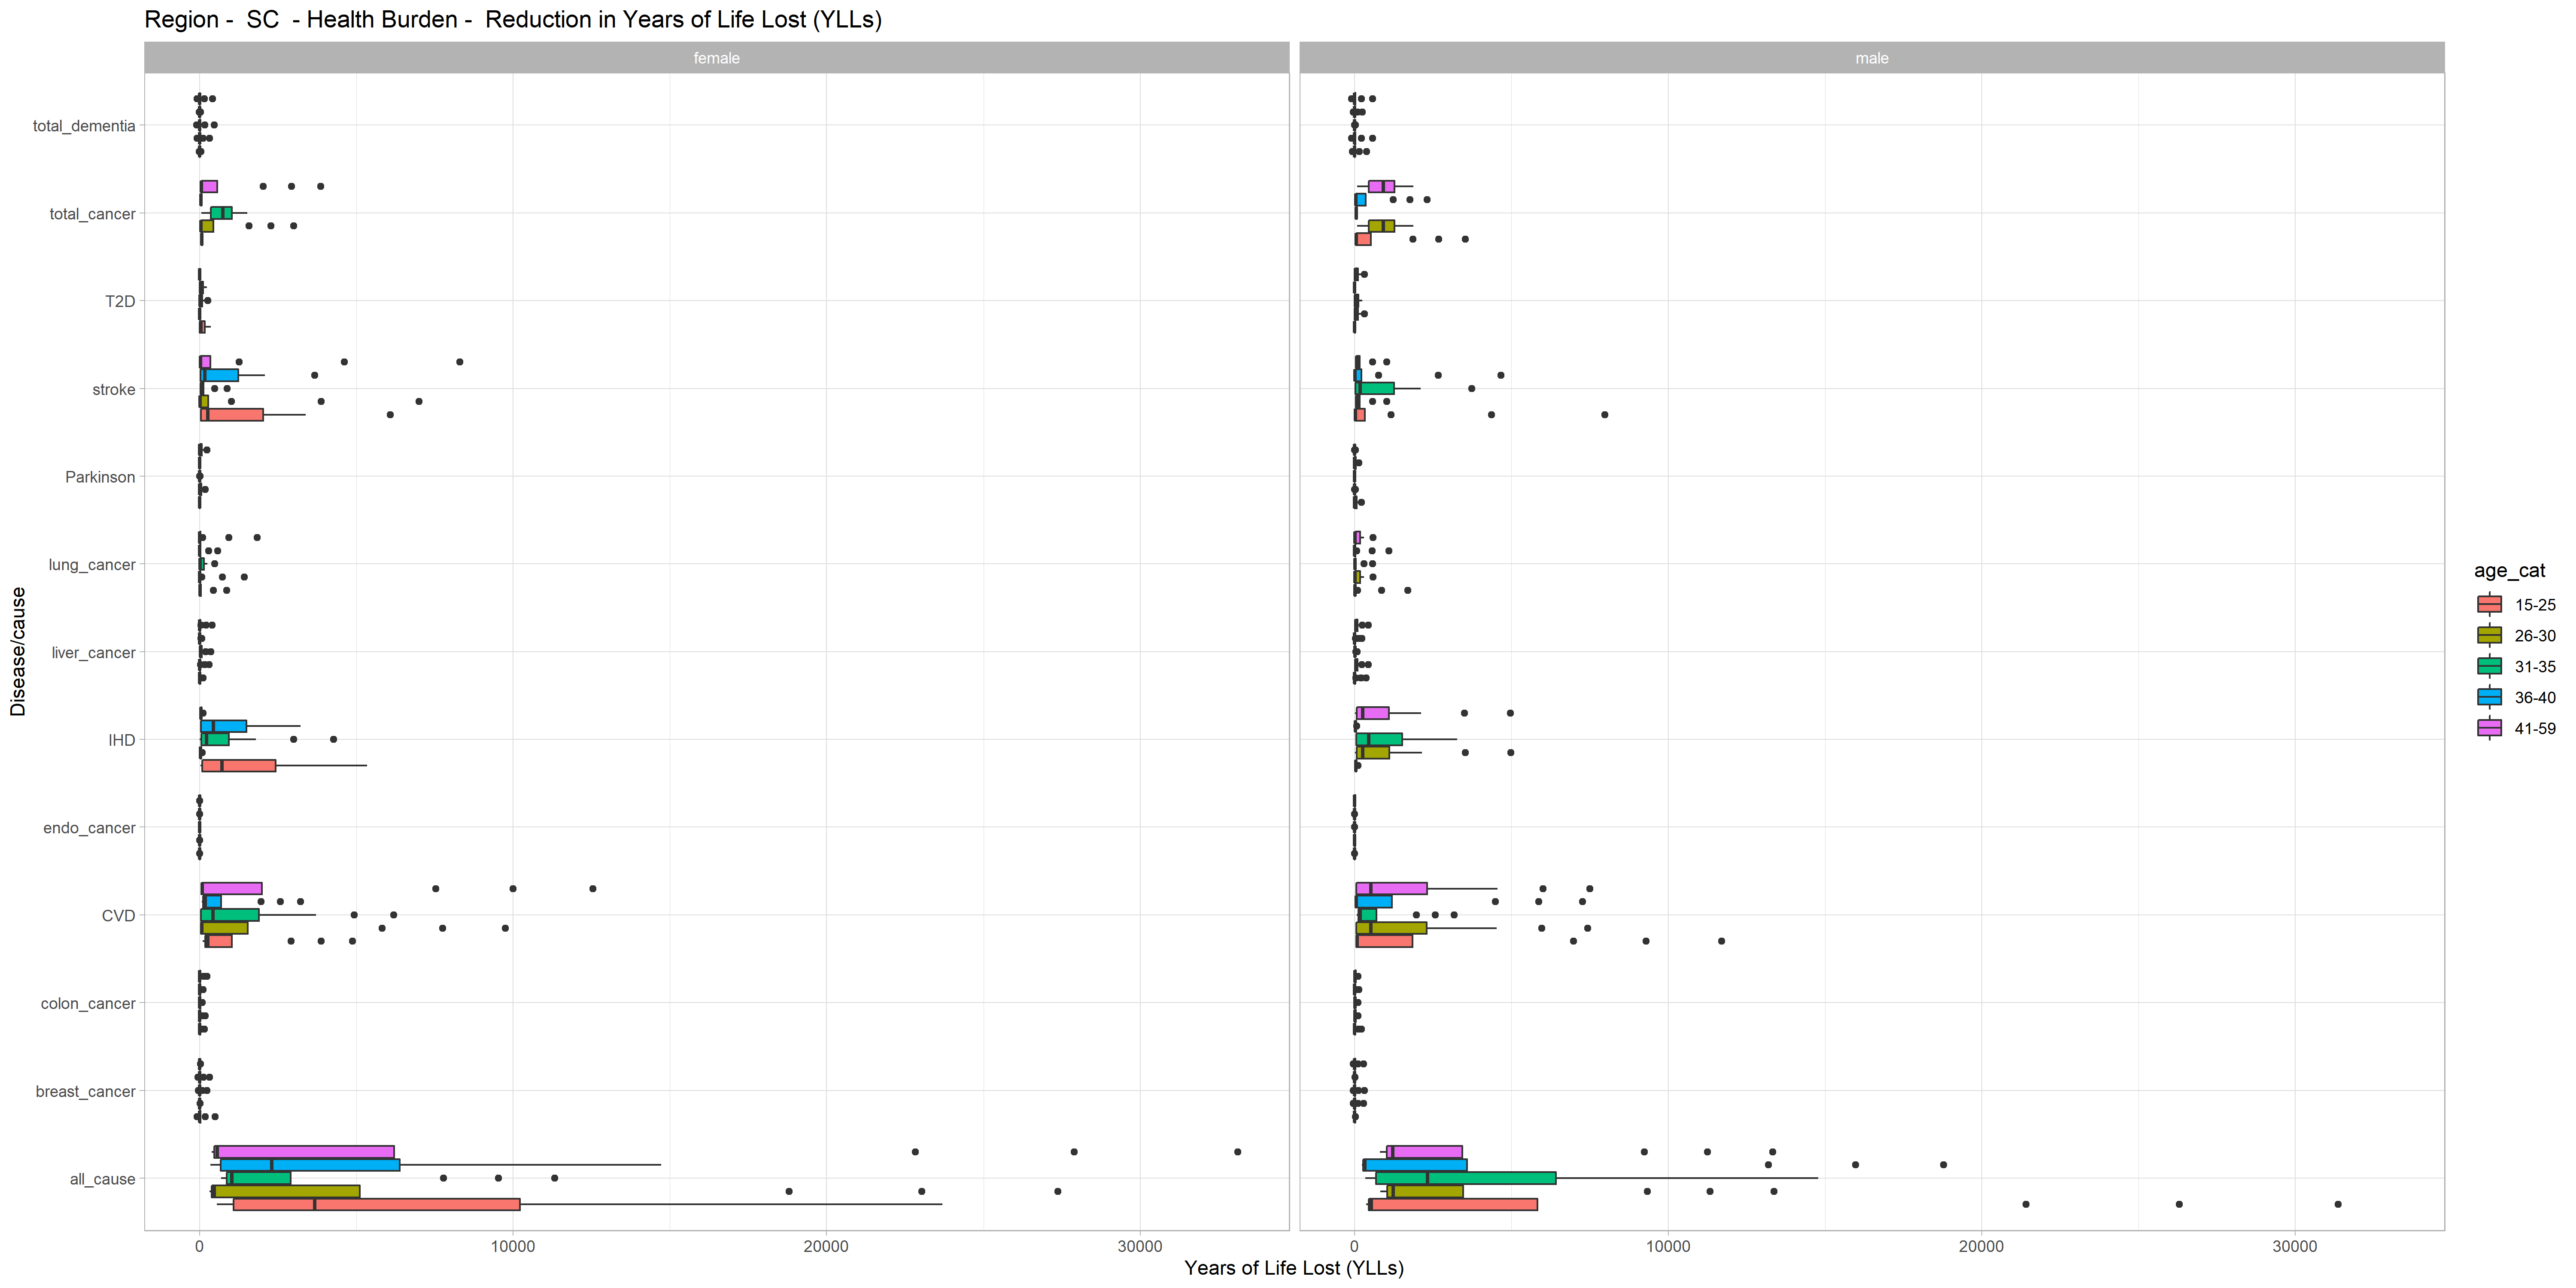 Region -  SC  - Health Burden -  Reduction in Years of Life Lost (YLLs)
female
male
Disease/cause
total_dementia
total_cancer
T2D
stroke
Parkinson
lung_cancer
liver_cancer
IHD
endo_cancer
CVD
colon_cancer
breast_cancer
all_cause
0 10000 20000 30000
0 10000 20000 30000
Years of Life Lost (YLLs)
age_cat
15-25
26-30
31-35
36-40
41-59